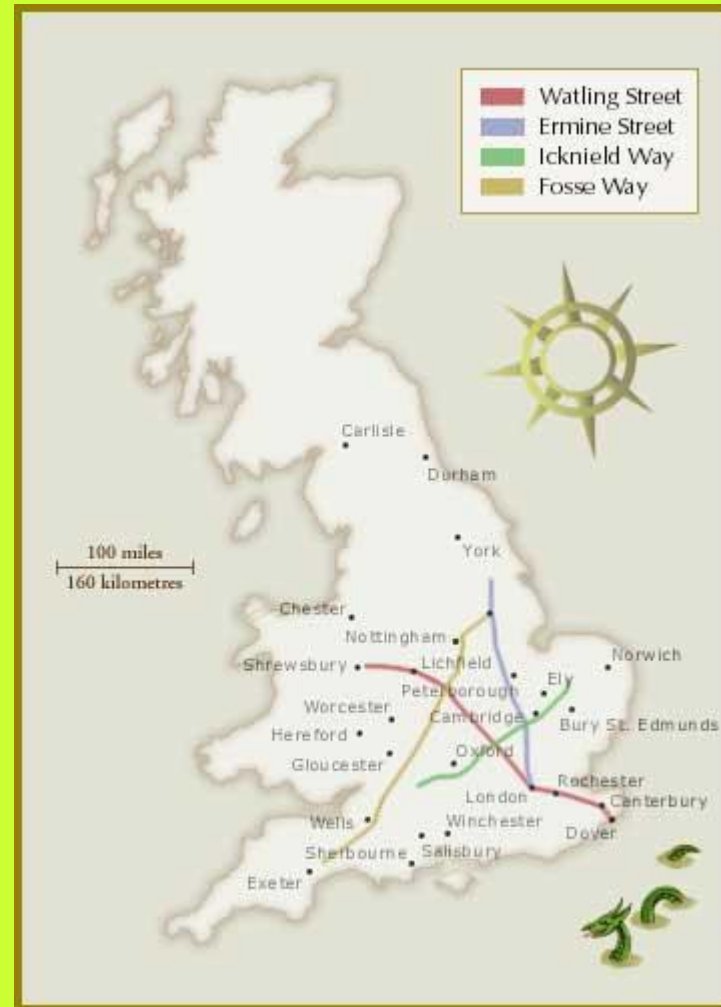 Watling Street
Ermine Street
Icknield Way
Fosse Way
Carlisle
Durham
York
100 miles
160 kilometres
Chester
Nottingham
Norwich
Shrewsbury
Lichfield
Ely
Peterborough
Worcester
Cambridge
Bury St. Edmunds
Hereford
Oxford
Gloucester
Rochester
London
Canterbury
Wells
Winchester
Dover
Shelbourne
Salisbury
Exeter